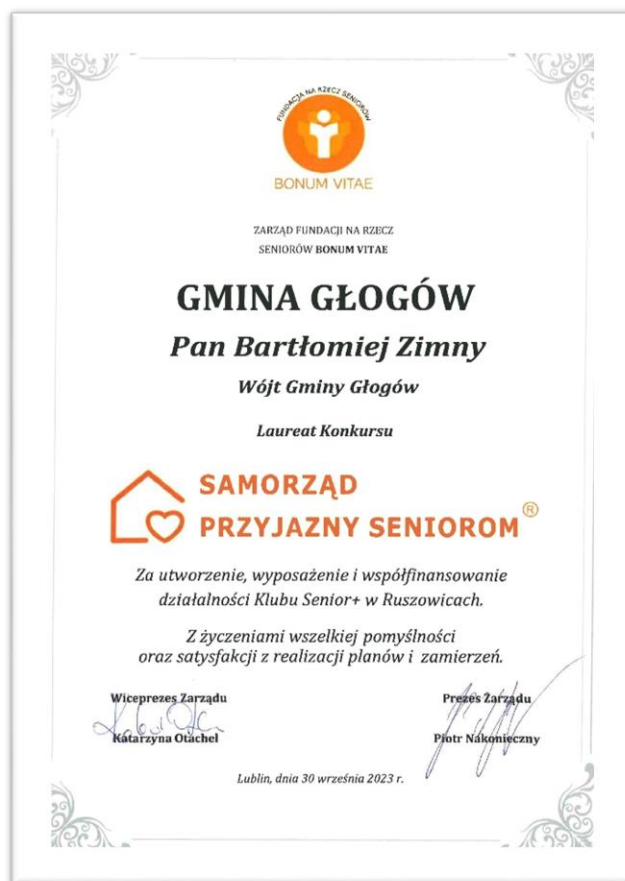 FUNDACJA NA RZECZ SENIORÓW
BONUM VITAE
ZARZĄD FUNDACJI NA RZECZ
SENIORÓW BONUM VITAE
GMINA GŁOGÓW
Pan Bartłomiej Zimny
Wójt Gminy Głogów
Laureat Konkursu
SAMORZĄD
PRZYJAZNY SENIOROM®
Za utworzenie, wyposażenie i współfinansowanie
działalności Klubu Senior+ w Ruszowicach.
Z życzeniami wszelkiej pomyślności
oraz satysfakcji z realizacji planów i zamierzeń.
Wiceprezes Zarządu
Katarzyna Otachel
Prezes Zarządu
Piotr Nakonieczny
Lublin, dnia 30 września 2023 r.